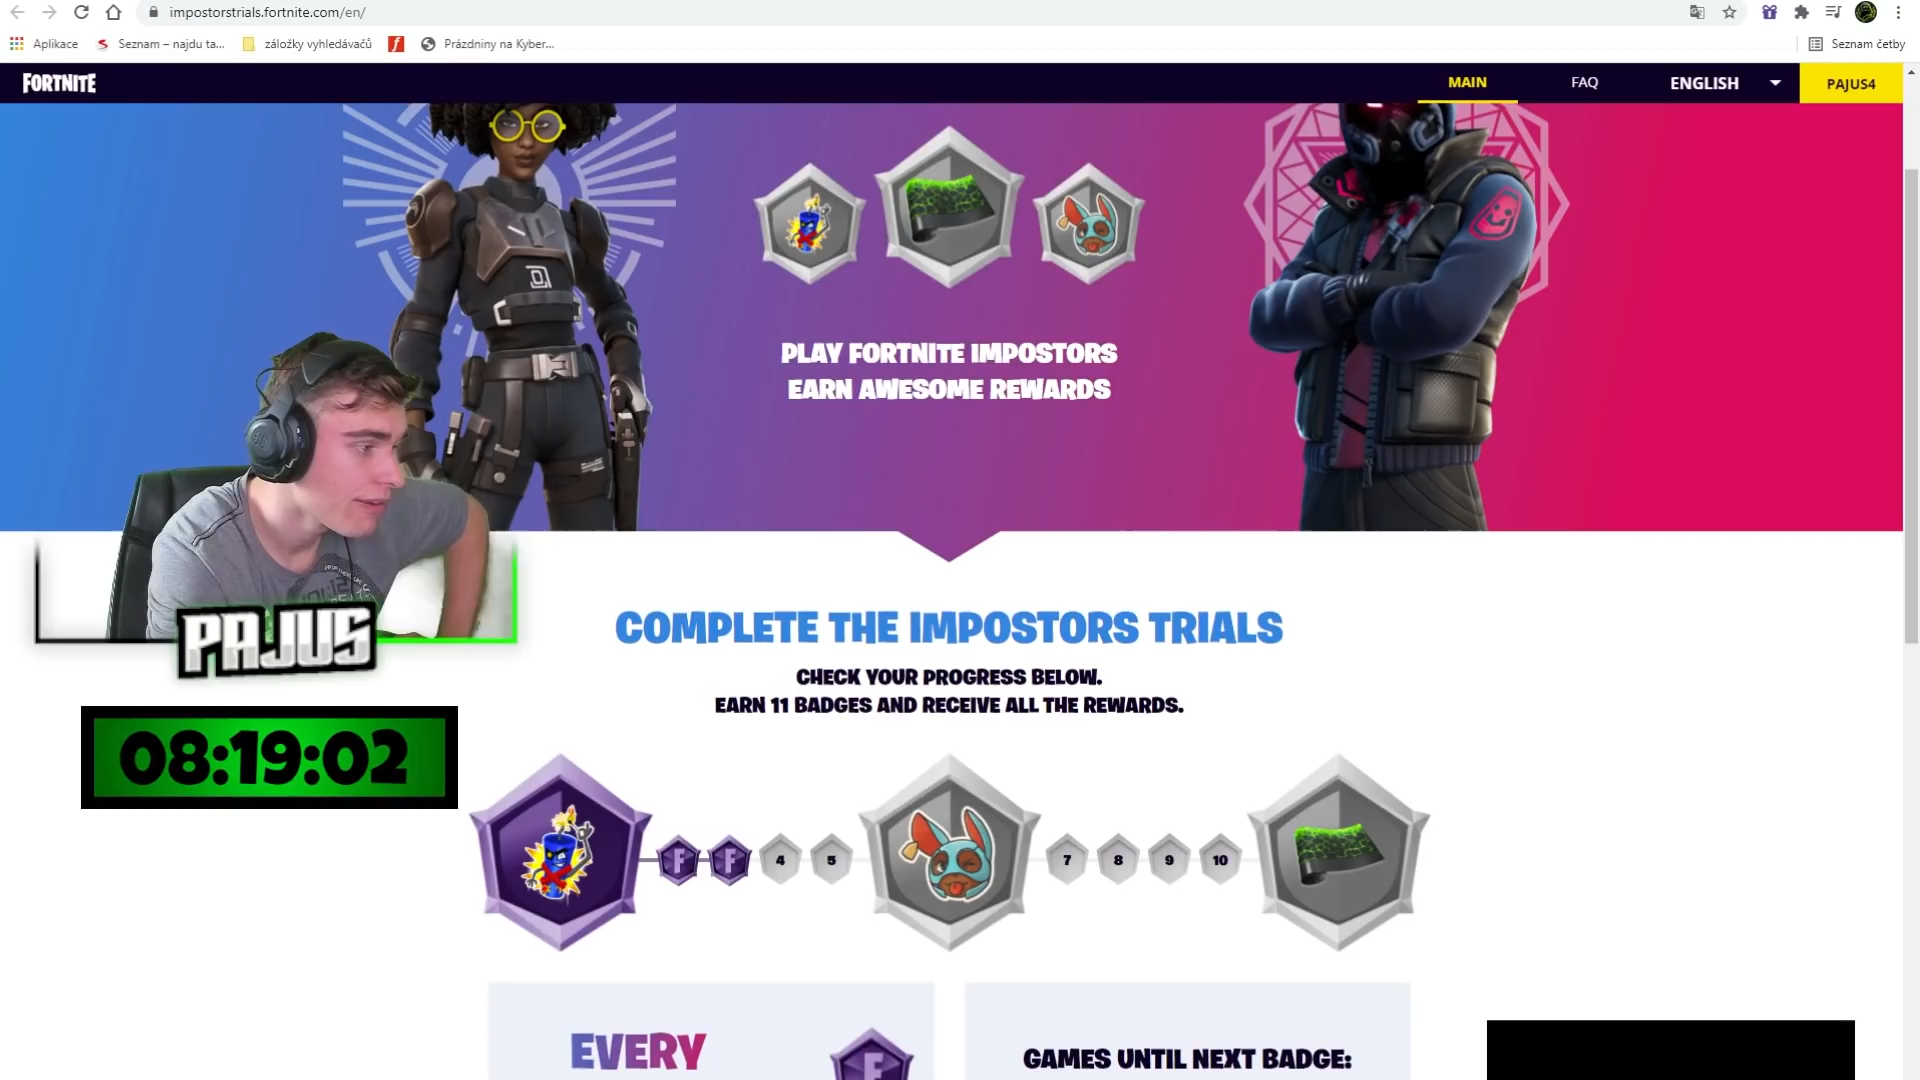 impostorstrials.fortnite.com/en/
Aplikace
Seznam – najdu ta...
záložky vyhledávačů
Prázdniny na Kyber...
Seznam četby
FORTNITE
MAIN
FAQ
ENGLISH
PAJUS4
PLAY FORTNITE IMPOSTORS
EARN AWESOME REWARDS
PAJUS
08:19:02
COMPLETE THE IMPOSTORS TRIALS
CHECK YOUR PROGRESS BELOW.
EARN 11 BADGES AND RECEIVE ALL THE REWARDS.
F F 4 5 7 8 9 10
EVERY
F
GAMES UNTIL NEXT BADGE: